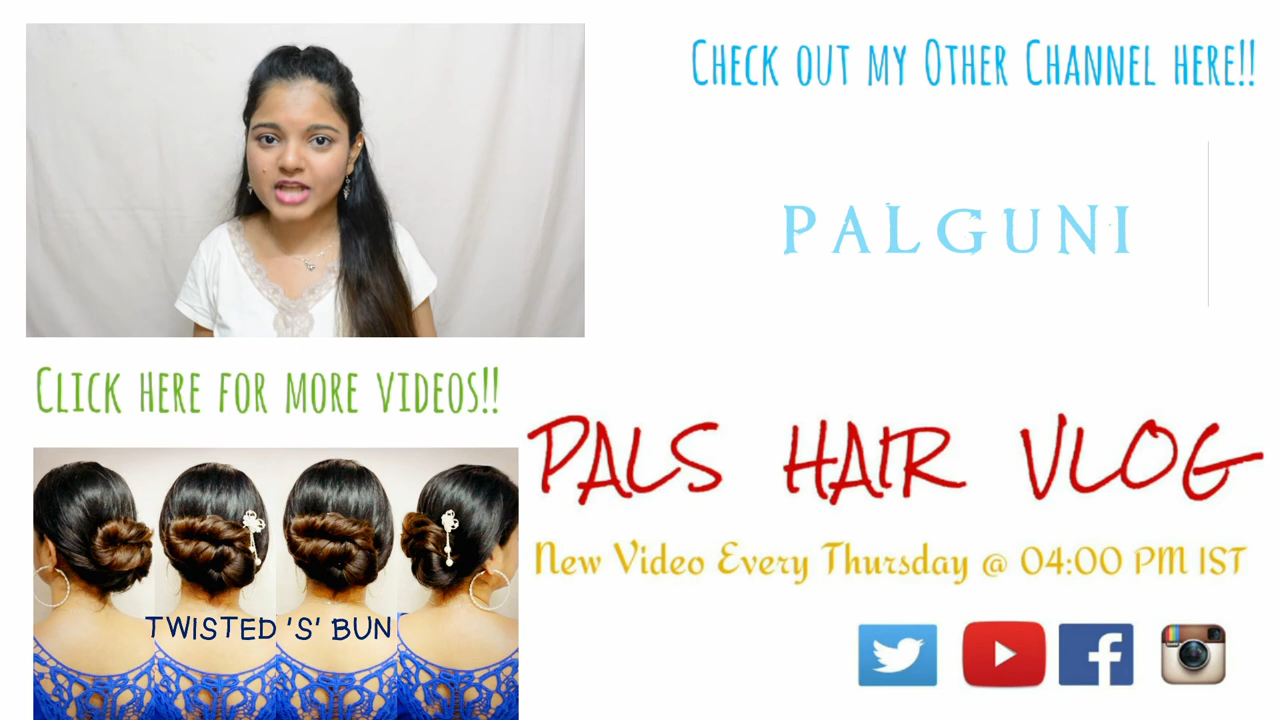 Check out my Other Channel here!!
PALGUNI
Click here for more videos!!
PALS HAIR VLOG
New Video Every Thursday @ 04:00 PM IST
TWISTED 'S' BUN